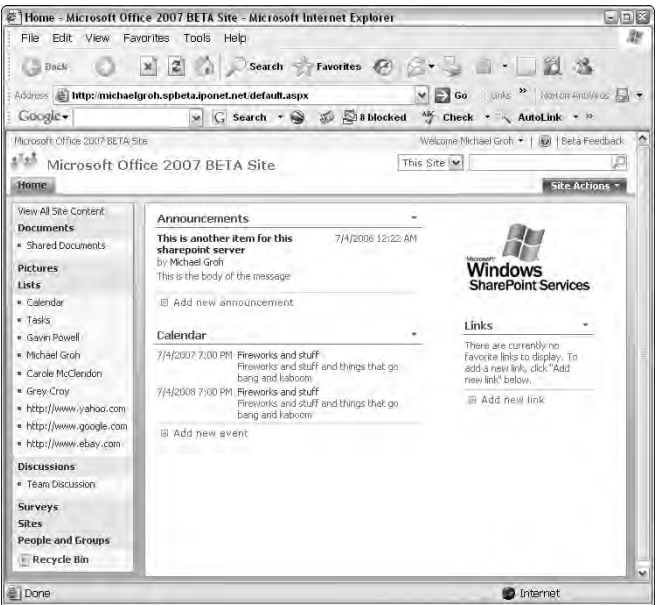 Home - Microsoft Office 2007 BETA Site - Microsoft Internet Explorer
File Edit View Favorites Tools Help
Back Search Favorites
Address http://michaelgroh.spbeta.iponet.net/default.aspx Go Links » Norton AntiVirus
Google Search 8 blocked Check AutoLink »
Microsoft Office 2007 BETA Site Welcome Michael Groh | Beta Feedback
Microsoft Office 2007 BETA Site This Site
Home Site Actions
View All Site Content
Documents
Shared Documents
Pictures
Lists
Calendar
Tasks
Gavin Powell
Michael Groh
Carole McClendon
Grey Croy
http://www.yahoo.com
http://www.google.com
http://www.ebay.com
Discussions
Team Discussion
Surveys
Sites
People and Groups
Recycle Bin
Announcements
This is another item for this 7/4/2006 12:22 AM
sharepoint server
by Michael Groh
This is the body of the message
Add new announcement
Calendar
7/4/2007 7:00 PM Fireworks and stuff
Fireworks and stuff and things that go
bang and kaboom
7/4/2008 7:00 PM Fireworks and stuff
Fireworks and stuff and things that go
bang and kaboom
Add new event
Microsoft
Windows
SharePoint Services
Links
There are currently no
favorite links to display. To
add a new link, click "Add
new link" below.
Add new link
Done Internet